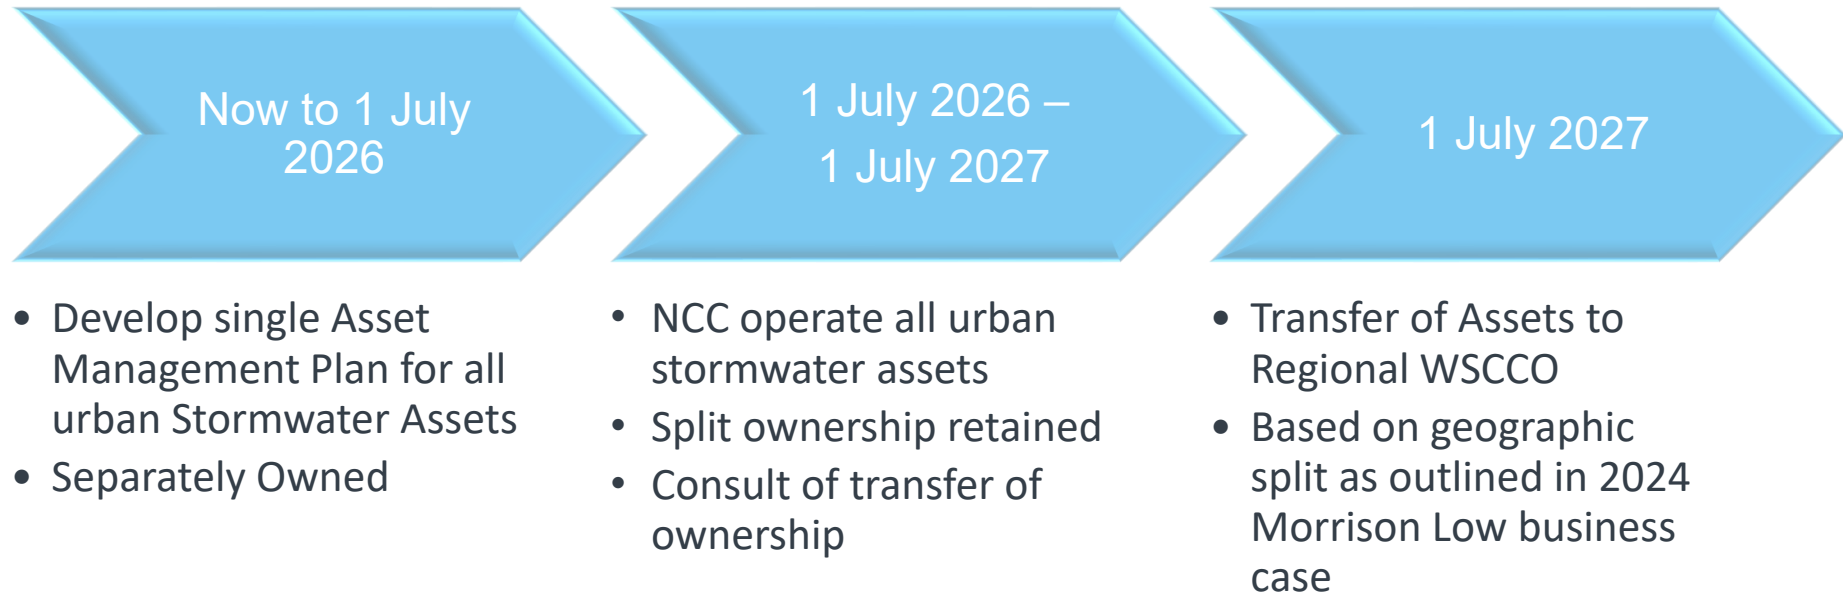 Now to 1 July
2026
• Develop single Asset
Management Plan for all
urban Stormwater Assets
• Separately Owned
1 July 2026 –
1 July 2027
• NCC operate all urban
stormwater assets
• Split ownership retained
• Consult of transfer of
ownership
1 July 2027
• Transfer of Assets to
Regional WSCCO
• Based on geographic
split as outlined in 2024
Morrison Low business
case